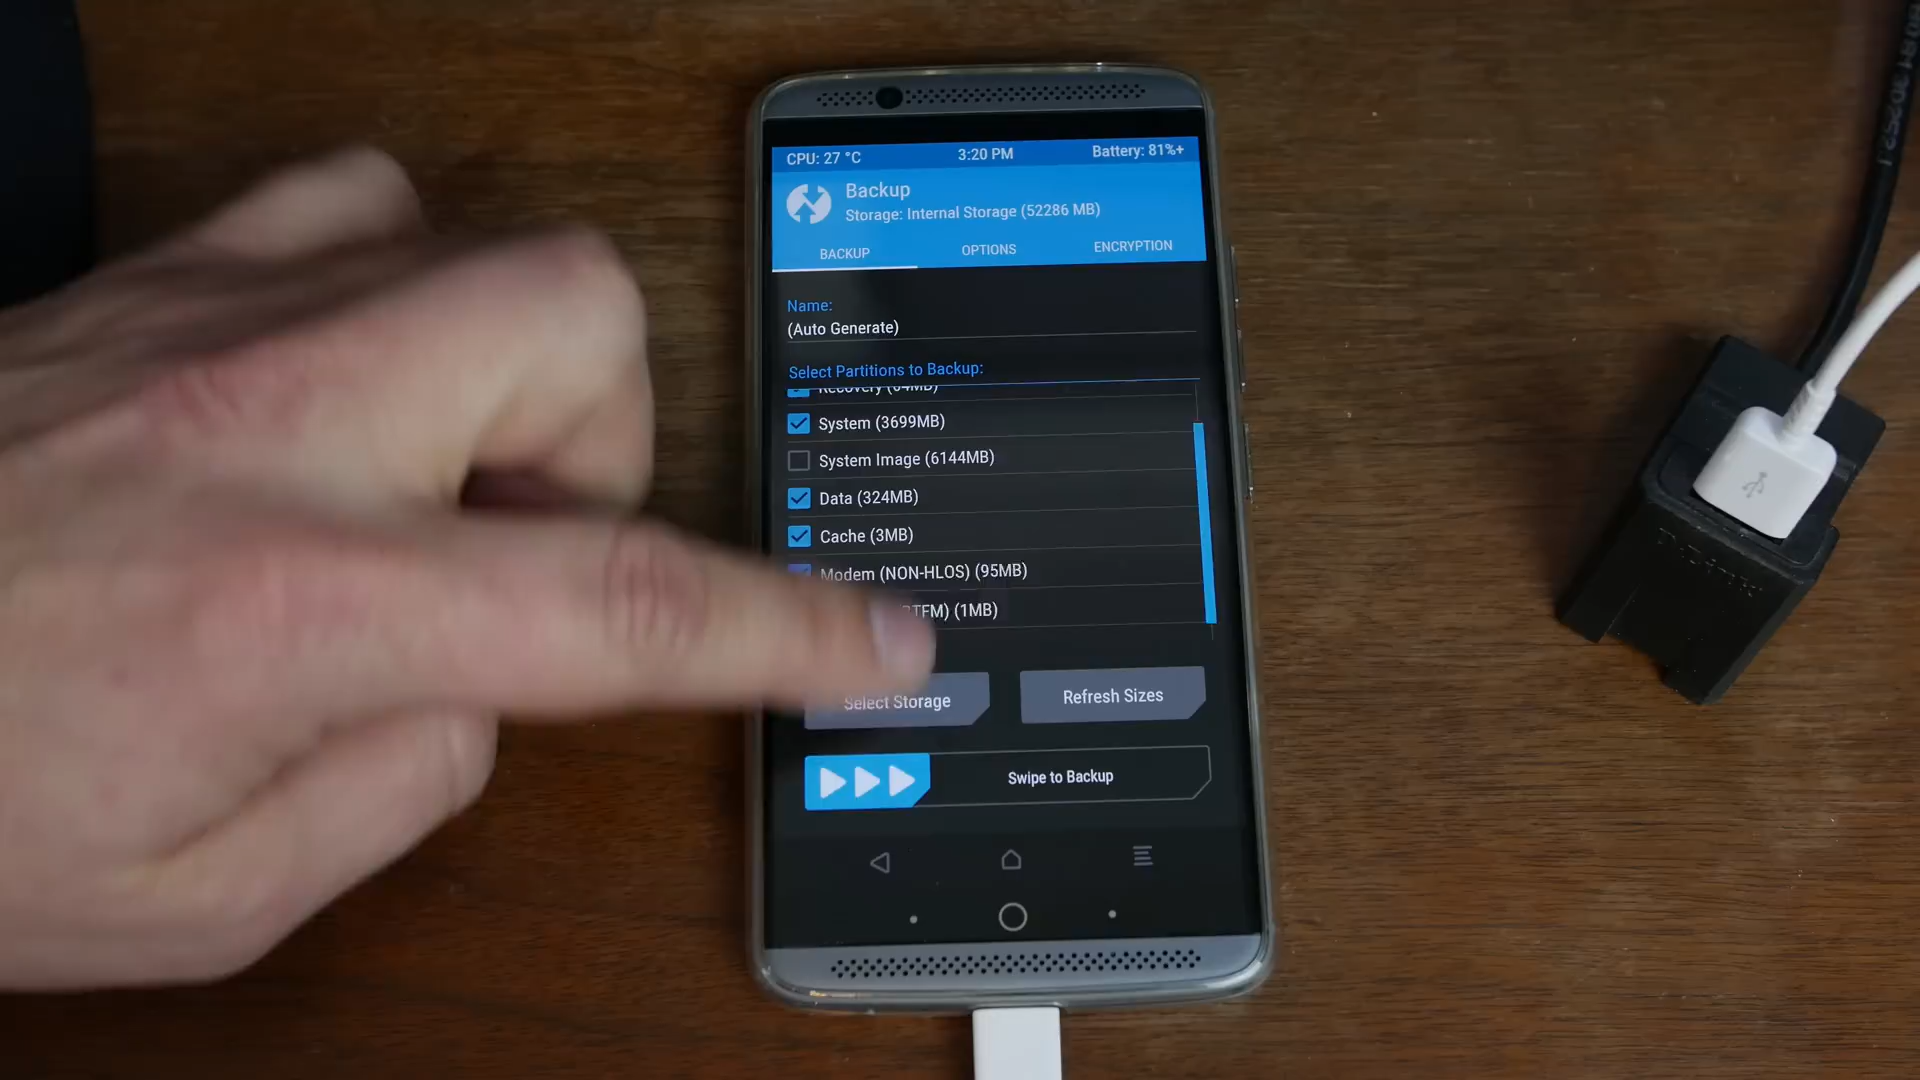 CPU: 27 °C 3:20 PM Battery: 81%+
Backup
Storage: Internal Storage (52286 MB)
BACKUP OPTIONS ENCRYPTION
Name:
(Auto Generate)
Select Partitions to Backup:
Recovery (64MB)
System (3699MB)
System Image (6144MB)
Data (324MB)
Cache (3MB)
Modem (NON-HLOS) (95MB)
(1MB)
Select Storage Refresh Sizes
Swipe to Backup